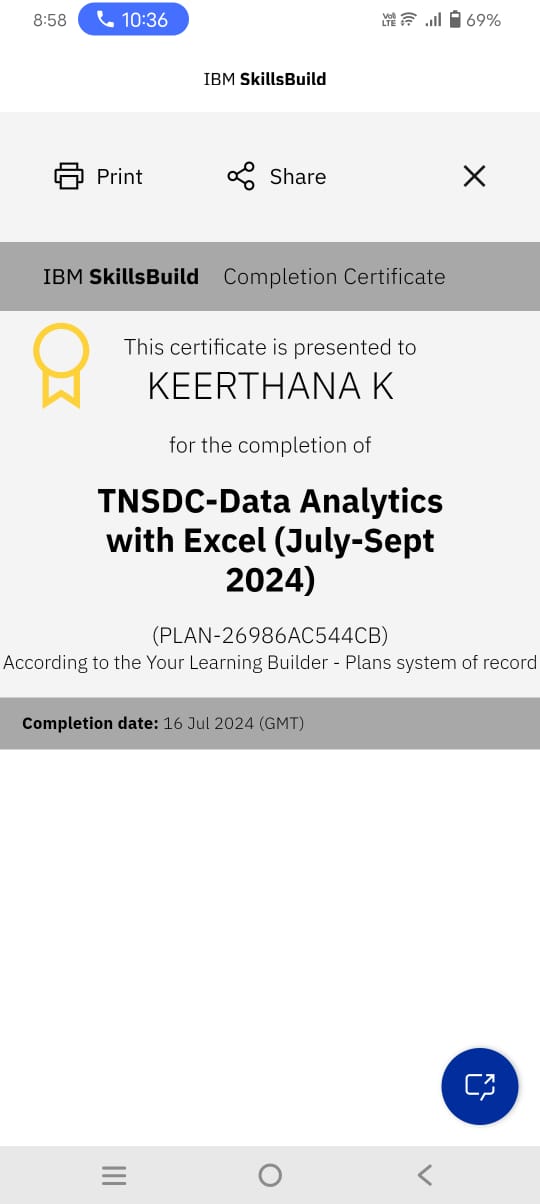 8:58 10:36 Vo) LTE 69%
IBM SkillsBuild
Print Share
IBM SkillsBuild Completion Certificate
This certificate is presented to
KEERTHANA K
for the completion of
TNSDC-Data Analytics
with Excel (July-Sept
2024)
(PLAN-26986AC544CB)
According to the Your Learning Builder - Plans system of record
Completion date: 16 Jul 2024 (GMT)